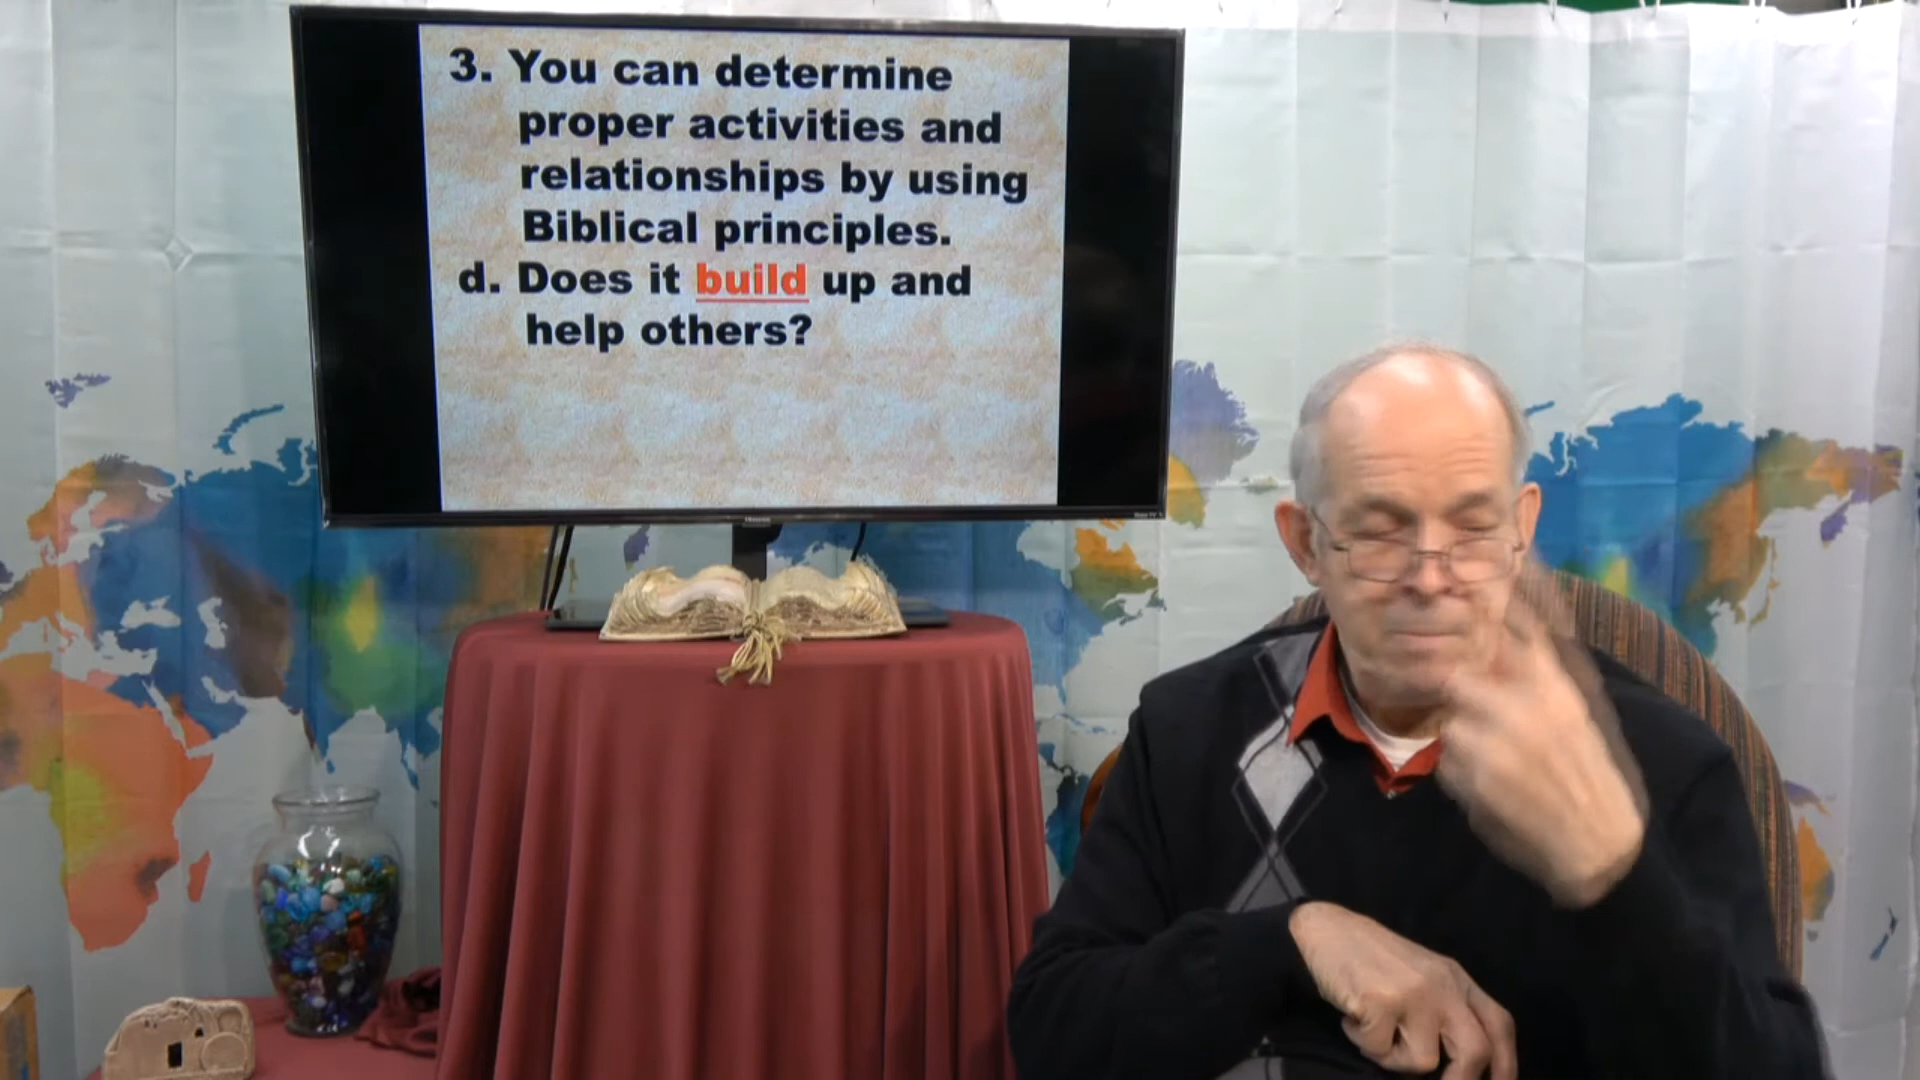 3. You can determine
proper activities and
relationships by using
Biblical principles.
d. Does it build up and
help others?
Hisense